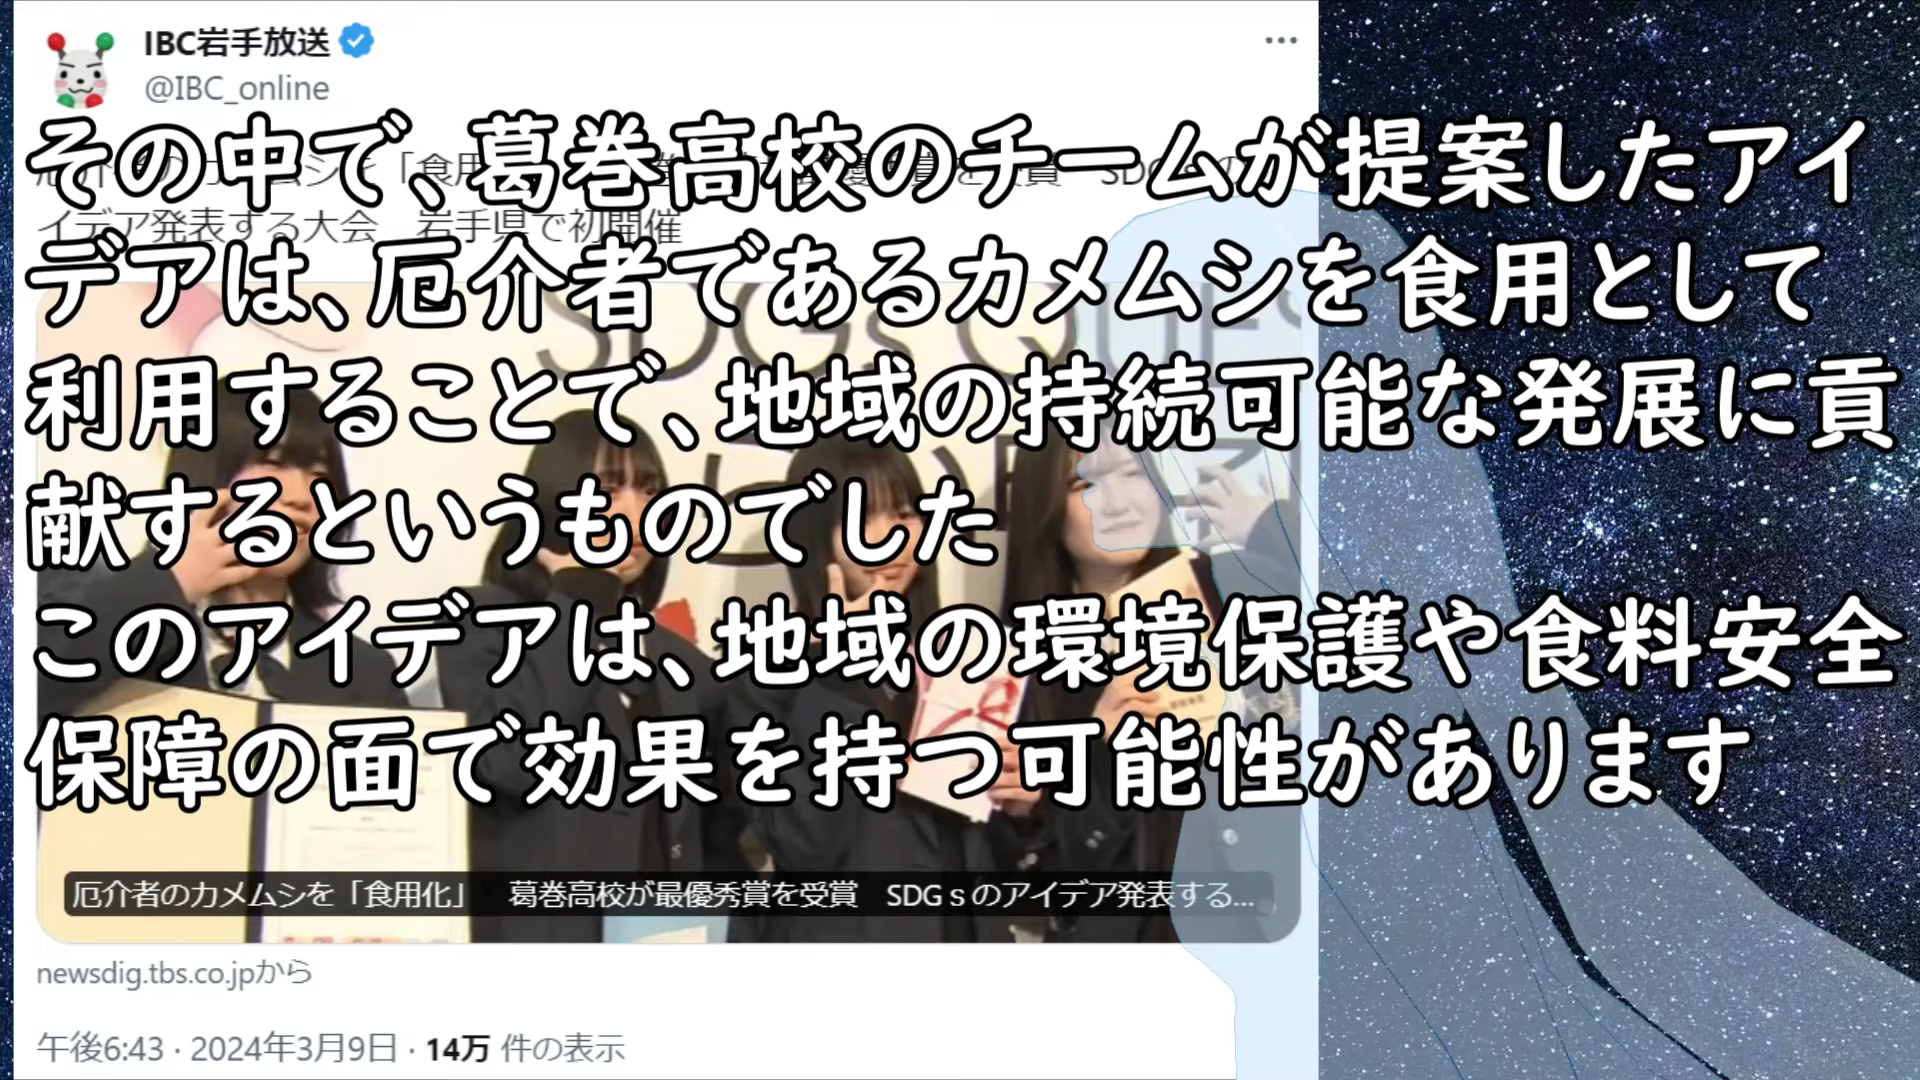 IBC岩手放送
@IBC_online
その中で、葛巻高校のチームが提案したアイ
イデア発表する大会 岩手県で初開催
デアは、厄介者であるカメムシを食用として
利用することで、地域の持続可能な発展に貢
献するというものでした
このアイデアは、地域の環境保護や食料安全
保障の面で効果を持つ可能性があります
厄介者のカメムシを「食用化」 葛巻高校が最優秀賞を受賞 SDGsのアイデア発表する...
newsdig.tbs.co.jpから
午後6:43 · 2024年3月9日 · 14万 件の表示